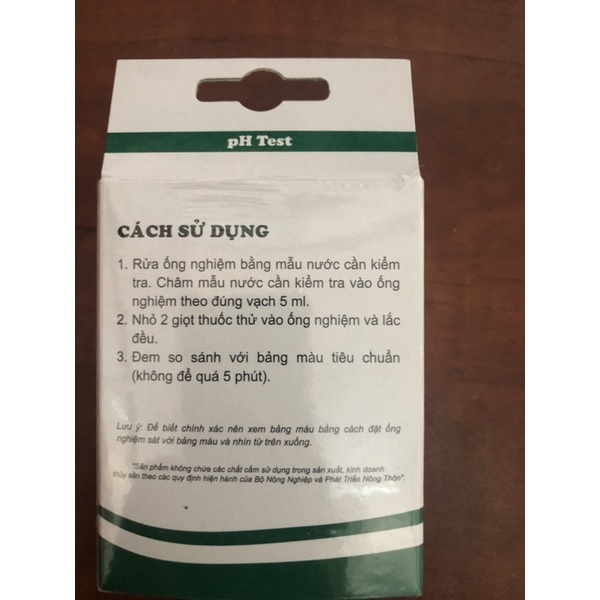 pH Test
CÁCH SỬ DỤNG
1. Rửa ống nghiệm bằng mẫu nước cần kiểm
tra. Châm mẫu nước cần kiểm tra vào ống
nghiệm theo đúng vạch 5 ml.
2. Nhỏ 2 giọt thuốc thử vào ống nghiệm và lắc
đều.
3. Đem so sánh với bảng màu tiêu chuẩn
(không để quá 5 phút).
Lưu ý: Để biết chính xác nên xem bảng màu bằng cách đặt ống
nghiệm sát với bảng màu và nhìn từ trên xuống.
"Sản phẩm không chứa các chất cấm sử dụng trong sản xuất, kinh doanh
thủy sản theo các quy định hiện hành của Bộ Nông Nghiệp và Phát Triển Nông Thôn".